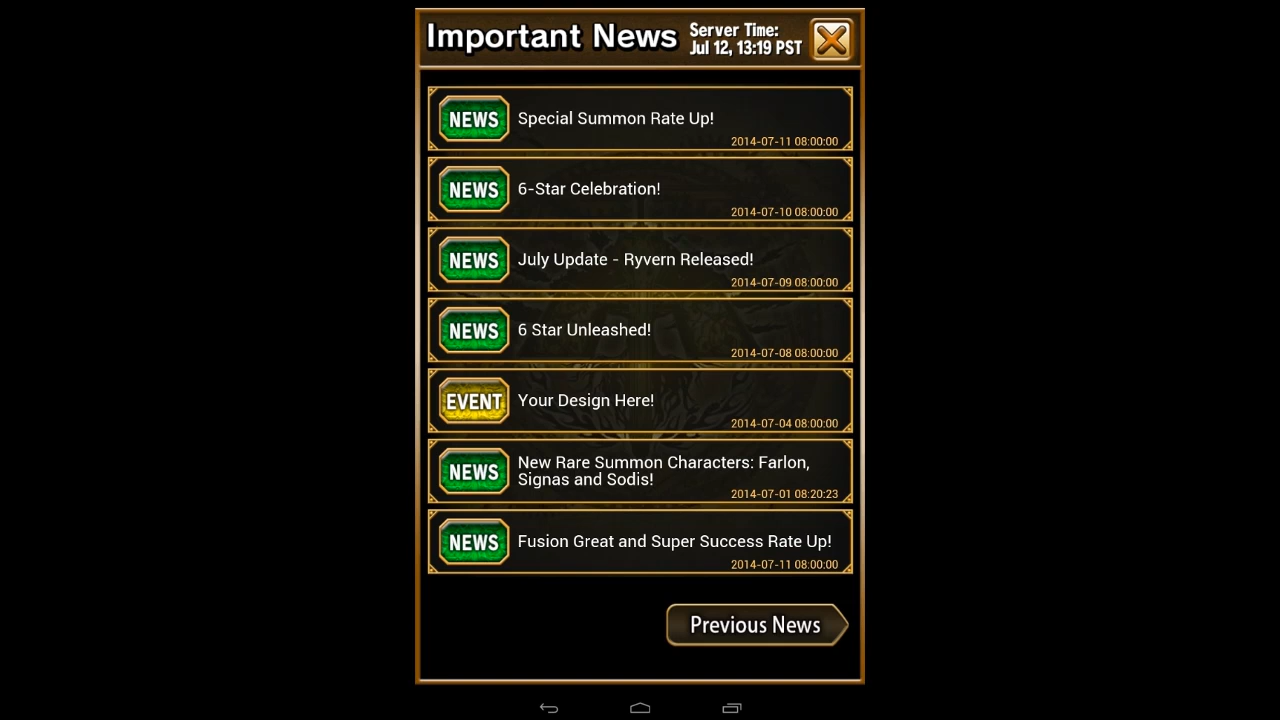 Important News
Server Time:
Jul 12, 13:19 PST
NEWS
Special Summon Rate Up!
2014-07-11 08:00:00
NEWS
6-Star Celebration!
2014-07-10 08:00:00
NEWS
July Update - Ryvern Released!
2014-07-09 08:00:00
NEWS
6 Star Unleashed!
2014-07-08 08:00:00
EVENT
Your Design Here!
2014-07-04 08:00:00
NEWS
New Rare Summon Characters: Farlon,
Signas and Sodis!
2014-07-01 08:20:23
NEWS
Fusion Great and Super Success Rate Up!
2014-07-11 08:00:00
Previous News